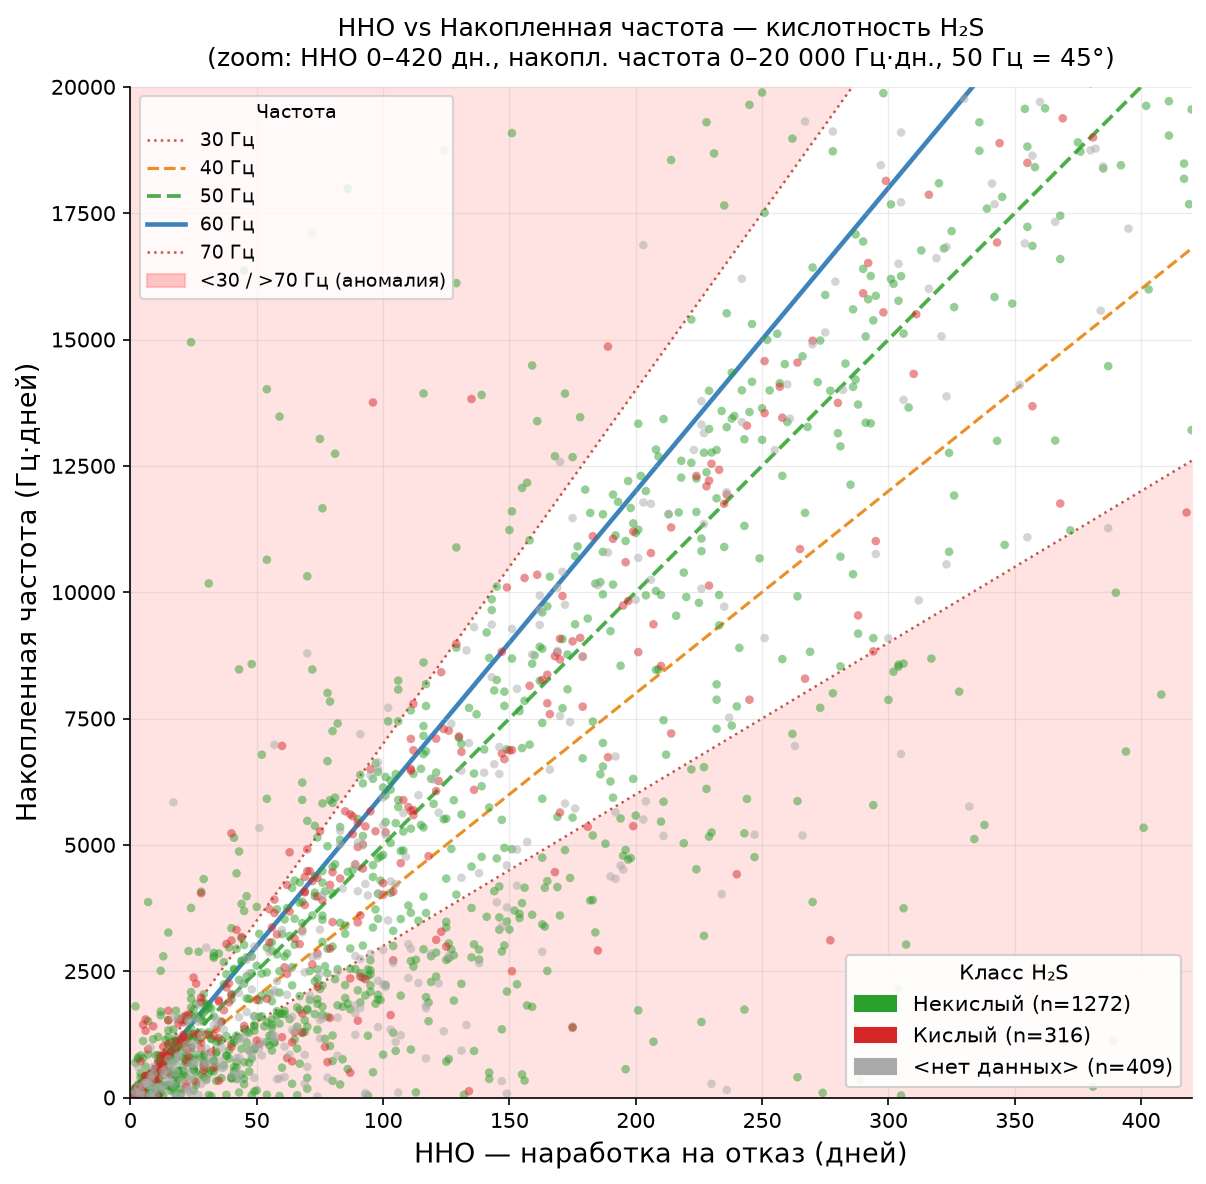 ННО vs Накопленная частота — кислотность H₂S
(zoom: ННО 0–420 дн., накопл. частота 0–20 000 Гц·дн., 50 Гц = 45°)
Частота
30 Гц
40 Гц
50 Гц
60 Гц
70 Гц
<30 / >70 Гц (аномалия)
Накопленная частота (Гц·дней)
20000
17500
15000
12500
10000
7500
5000
2500
0
Класс H₂S
Некислый (n=1272)
Кислый (n=316)
<нет данных> (n=409)
0
50
100
150
200
250
300
350
400
ННО — наработка на отказ (дней)